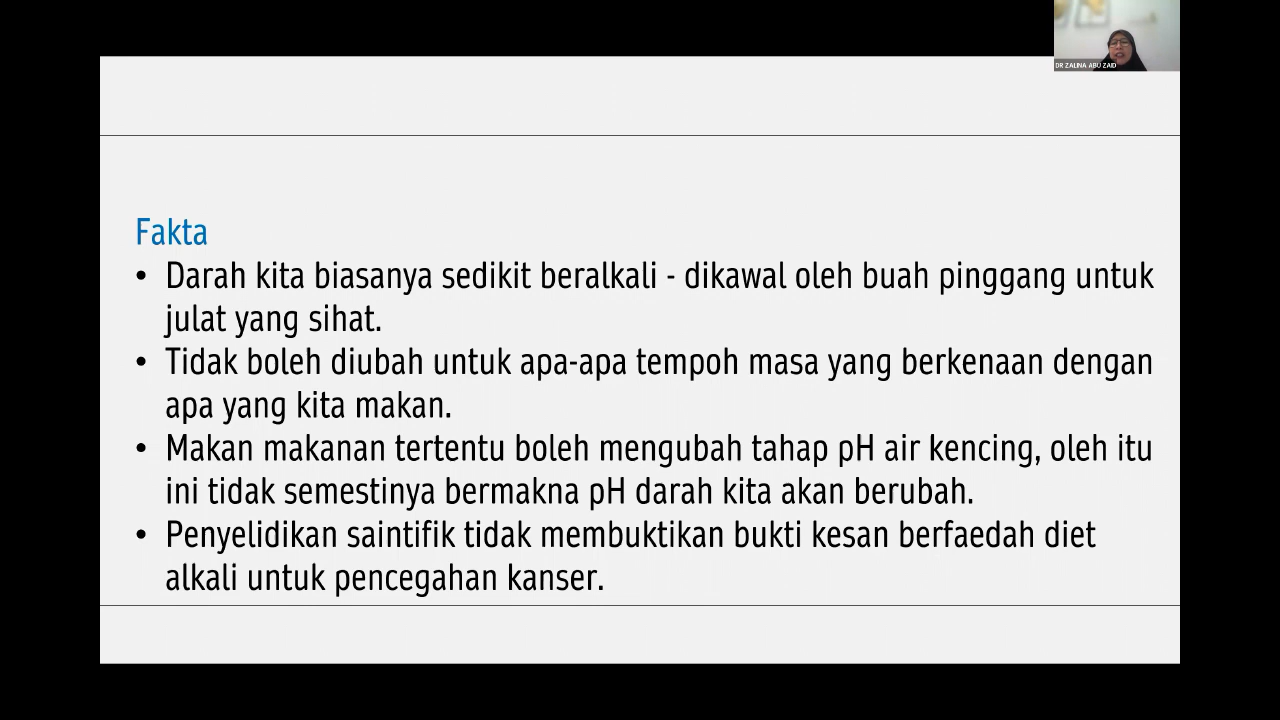 DR ZALINA ABU ZAID
Fakta
• Darah kita biasanya sedikit beralkali - dikawal oleh buah pinggang untuk
julat yang sihat.
• Tidak boleh diubah untuk apa-apa tempoh masa yang berkenaan dengan
apa yang kita makan.
• Makan makanan tertentu boleh mengubah tahap pH air kencing, oleh itu
ini tidak semestinya bermakna pH darah kita akan berubah.
• Penyelidikan saintifik tidak membuktikan bukti kesan berfaedah diet
alkali untuk pencegahan kanser.